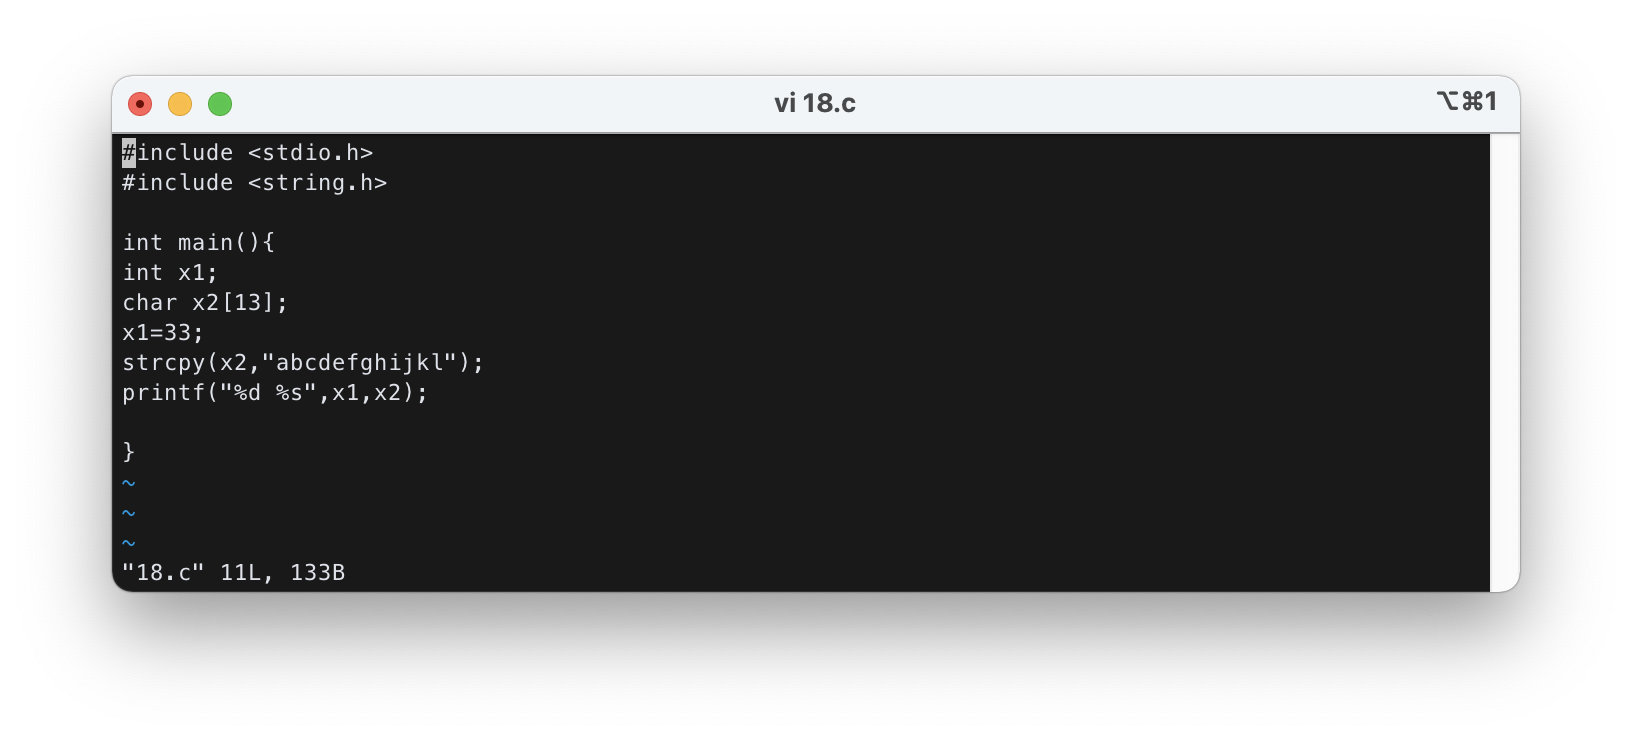 vi 18.c
⌥⌘1
#include <stdio.h>
#include <string.h>

int main(){
int x1;
char x2[13];
x1=33;
strcpy(x2,"abcdefghijkl");
printf("%d %s",x1,x2);

}
~
~
~
"18.c" 11L, 133B